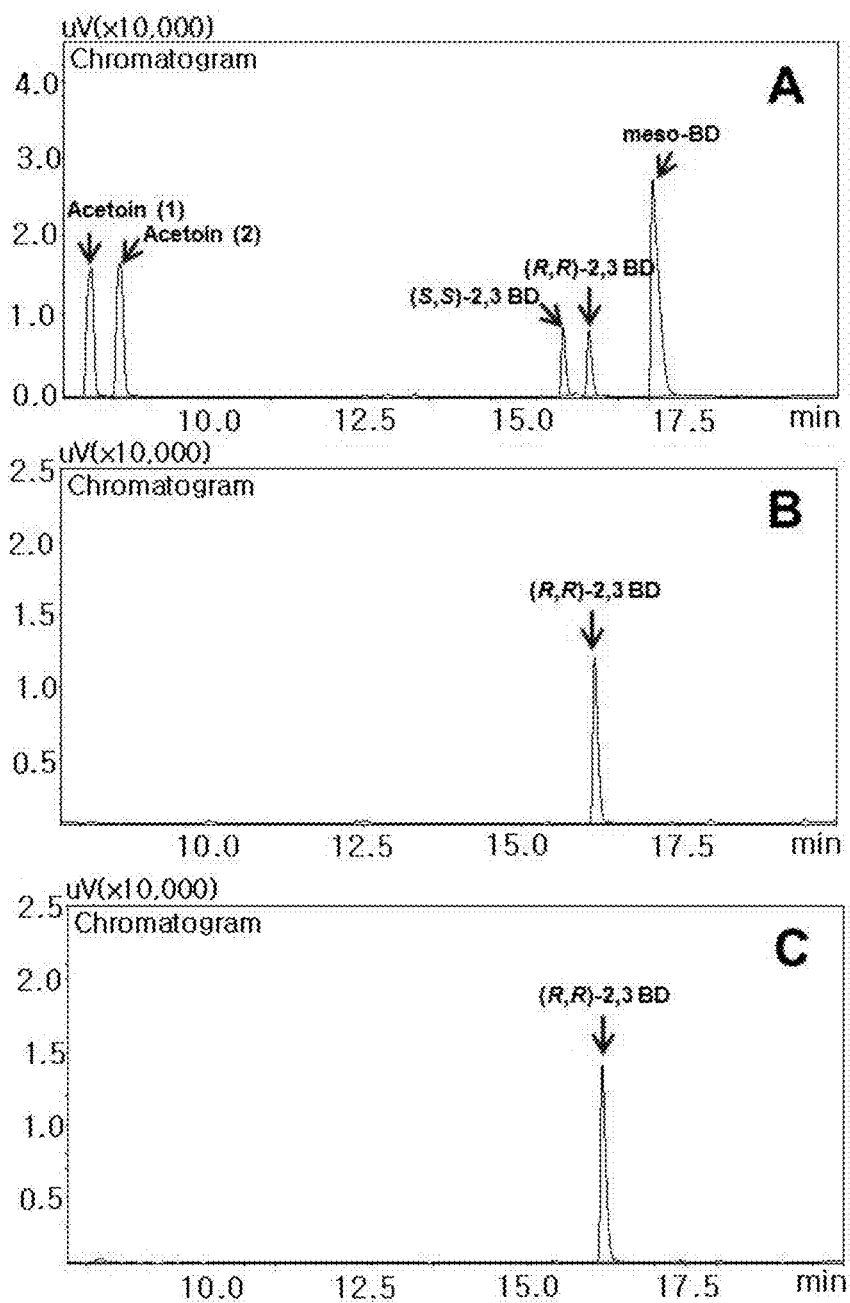 uV(x10,000)
Chromatogram
A
4.0
meso-BD
3.0
Acetoin (1)
2.0
Acetoin (2)
(R,R)-2,3 BD
(S,S)-2,3 BD
1.0
0.0
10.0 12.5 15.0 17.5 min
uV(x10,000)
2.5
Chromatogram
B
2.0
(R,R)-2,3 BD
1.5
1.0
0.5
10.0 12.5 15.0 17.5 min
uV(x10,000)
2.5
Chromatogram
C
2.0
(R,R)-2,3 BD
1.5
1.0
0.5
10.0 12.5 15.0 17.5 min